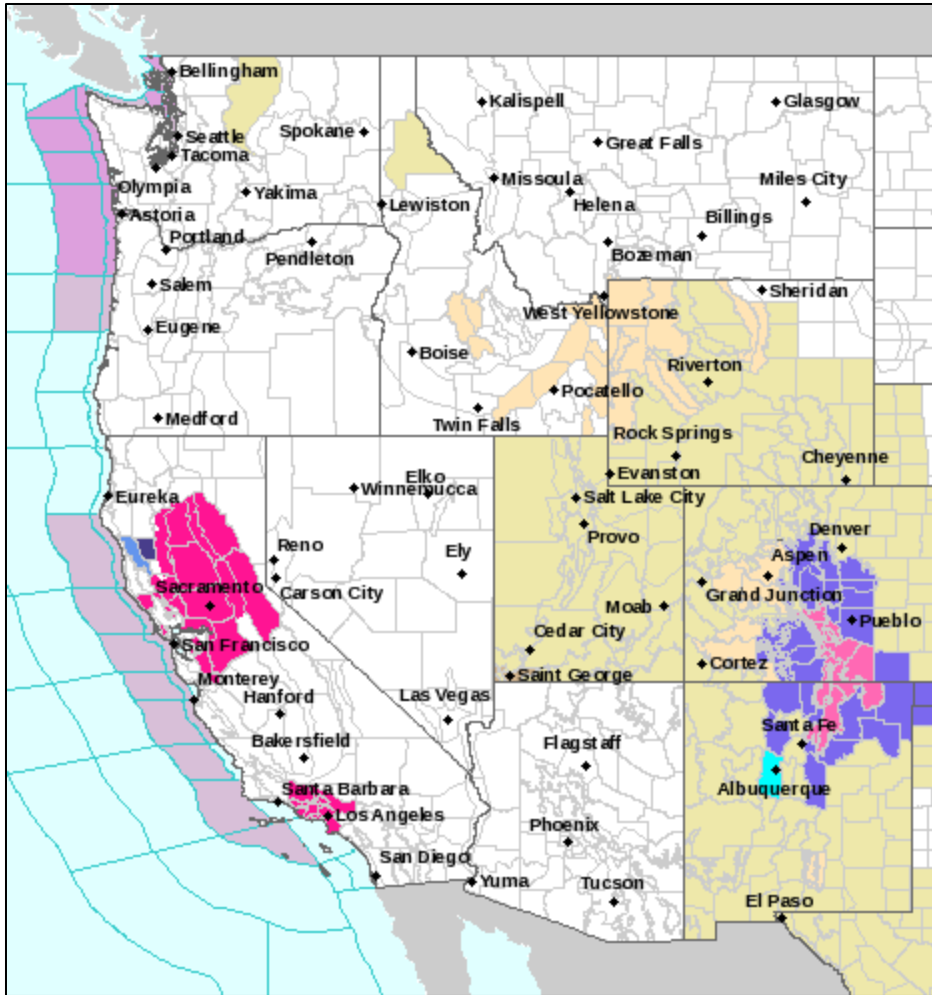 Bellingham
Kalispell
Glasgow
Seattle
Spokane
Great Falls
Tacoma
Olympia
Yakima
Missoula
Miles City
Lewiston
Helena
Astoria
Billings
Portland
Pendleton
Bozeman
Salem
Sheridan
West Yellowstone
Eugene
Boise
Riverton
Pocatello
Medford
Twin Falls
Rock Springs
Cheyenne
Elko
Evanston
Eureka
Winnemucca
Salt Lake City
Provo
Denver
Reno
Ely
Aspen
Sacramento
Carson City
Grand Junction
Moab
Pueblo
San Francisco
Cedar City
Cortez
Monterey
Saint George
Hanford
Las Vegas
Santa Fe
Bakersfield
Flagstaff
Santa Barbara
Albuquerque
Los Angeles
Phoenix
San Diego
Yuma
Tucson
El Paso